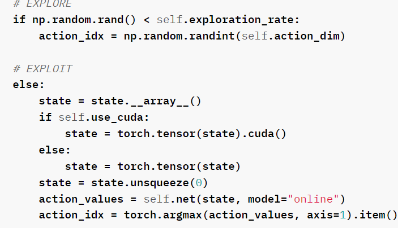 # EXPLORE
if np.random.rand() < self.exploration_rate:
    action_idx = np.random.randint(self.action_dim)

# EXPLOIT
else:
    state = state.__array__()
    if self.use_cuda:
        state = torch.tensor(state).cuda()
    else:
        state = torch.tensor(state)
    state = state.unsqueeze(0)
    action_values = self.net(state, model="online")
    action_idx = torch.argmax(action_values, axis=1).item()